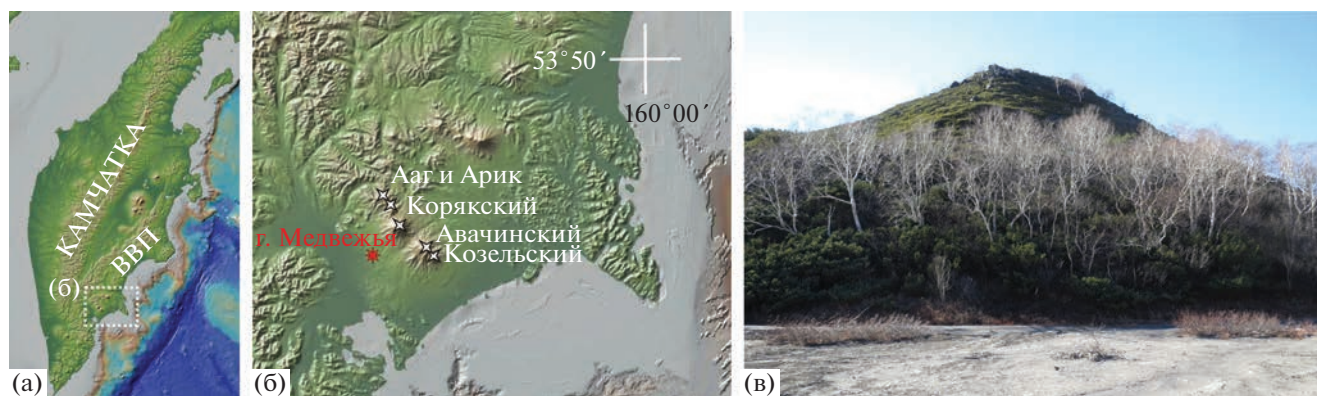 КАМЧАТКА
ВВП
(б)
(а)
53°50´
160°00´
Ааг и Арик
Корякский
г. Медвежья
Авачинский
Козельский
(б)
(в)